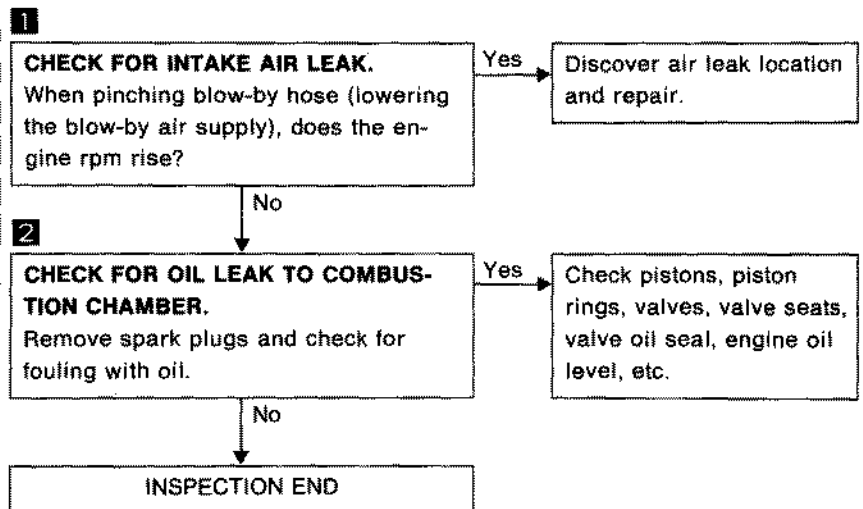 1
CHECK FOR INTAKE AIR LEAK.
When pinching blow-by hose (lowering
the blow-by air supply), does the en-
gine rpm rise?
Yes
Discover air leak location
and repair.
No
2
CHECK FOR OIL LEAK TO COMBUS-
TION CHAMBER.
Remove spark plugs and check for
fouling with oil.
Yes
Check pistons, piston
rings, valves, valve seats,
valve oil seal, engine oil
level, etc.
No
INSPECTION END